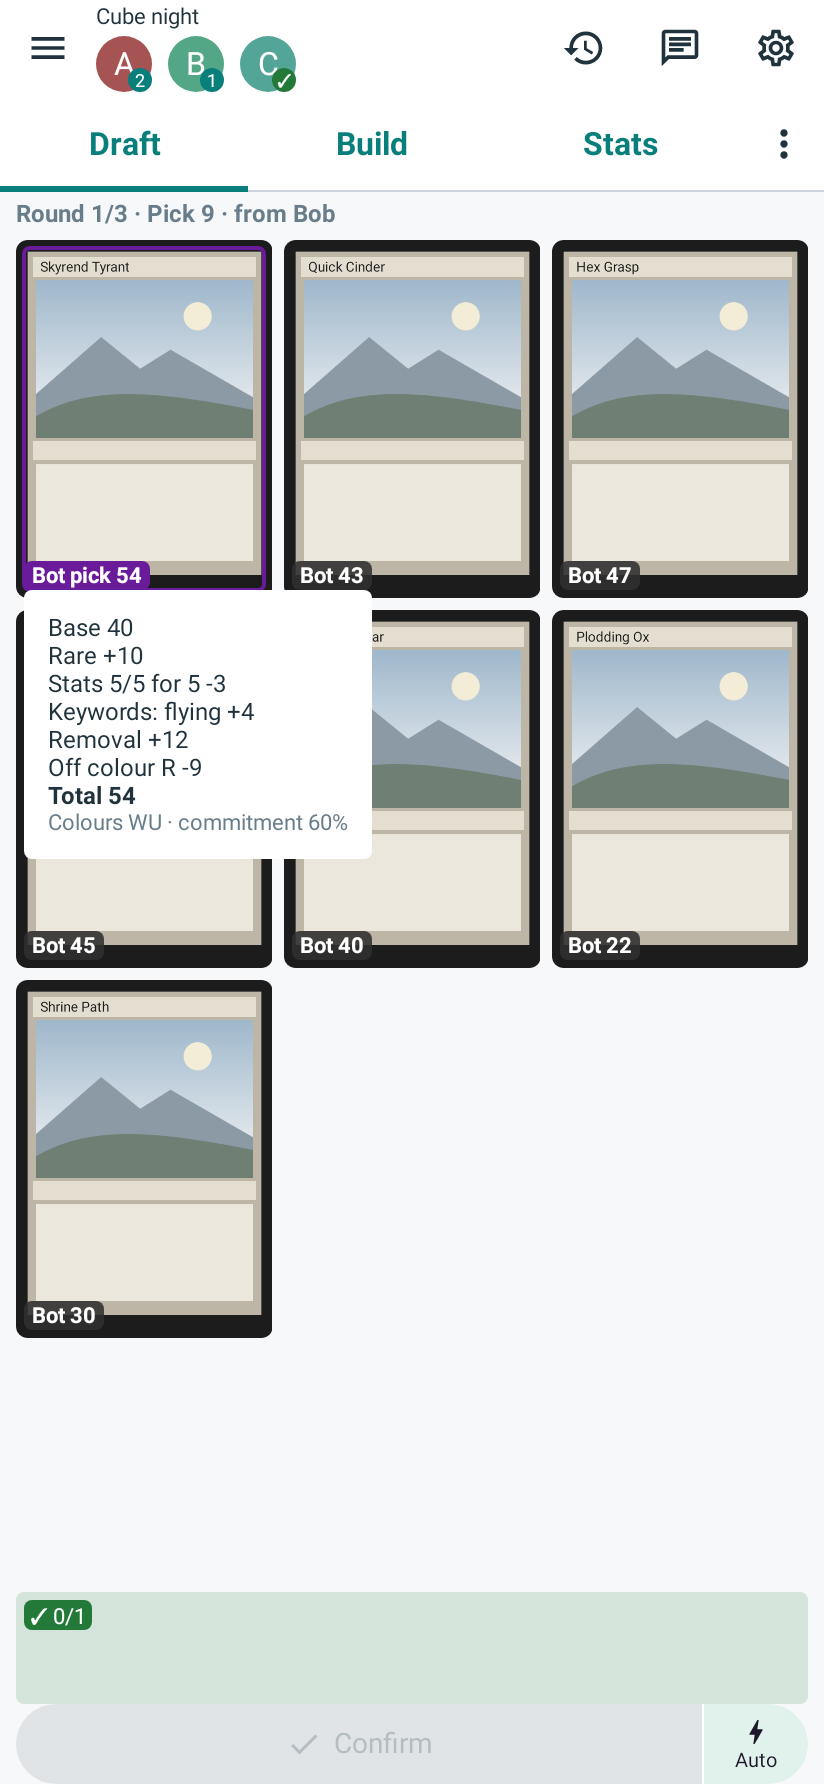 Cube night
A 2 B 1 C ✓
Draft Build Stats
Round 1/3 · Pick 9 · from Bob
Skyrend Tyrant
Quick Cinder
Hex Grasp
Bot pick 54
Bot 43
Bot 47
Base 40
Rare +10
Stats 5/5 for 5 -3
Keywords: flying +4
Removal +12
Off colour R -9
Total 54
Colours WU · commitment 60%
ar
Plodding Ox
Bot 45
Bot 40
Bot 22
Shrine Path
Bot 30
✓ 0/1
Confirm
Auto